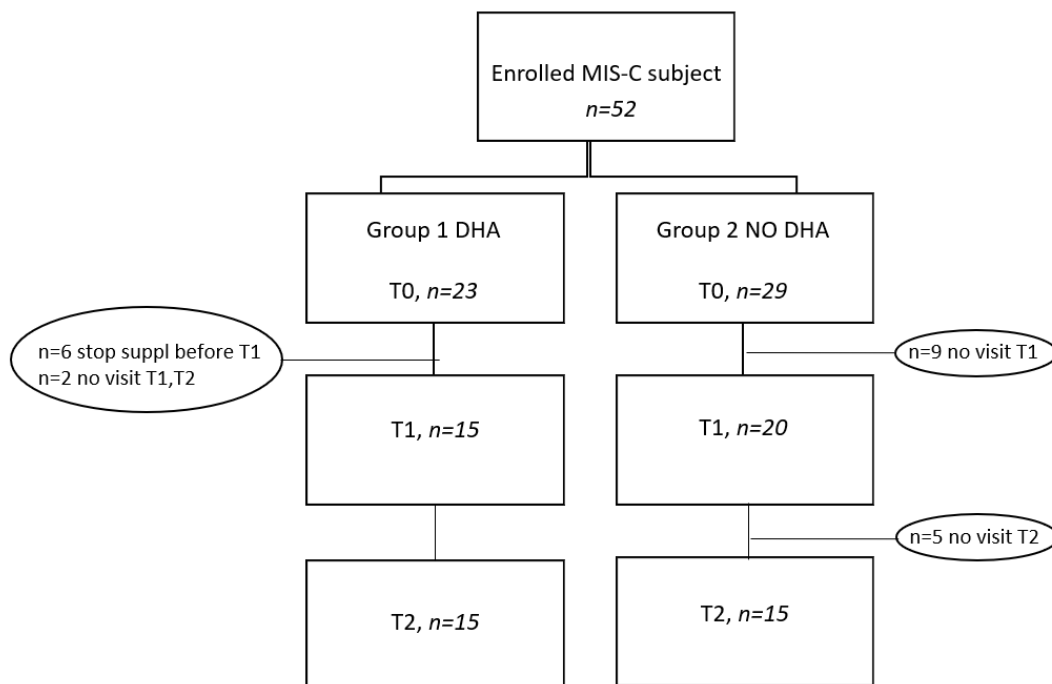 Enrolled MIS-C subject
n=52
Group 1 DHA
T0, n=23
Group 2 NO DHA
T0, n=29
n=6 stop suppl before T1
n=2 no visit T1,T2
n=9 no visit T1
T1, n=15
T1, n=20
n=5 no visit T2
T2, n=15
T2, n=15